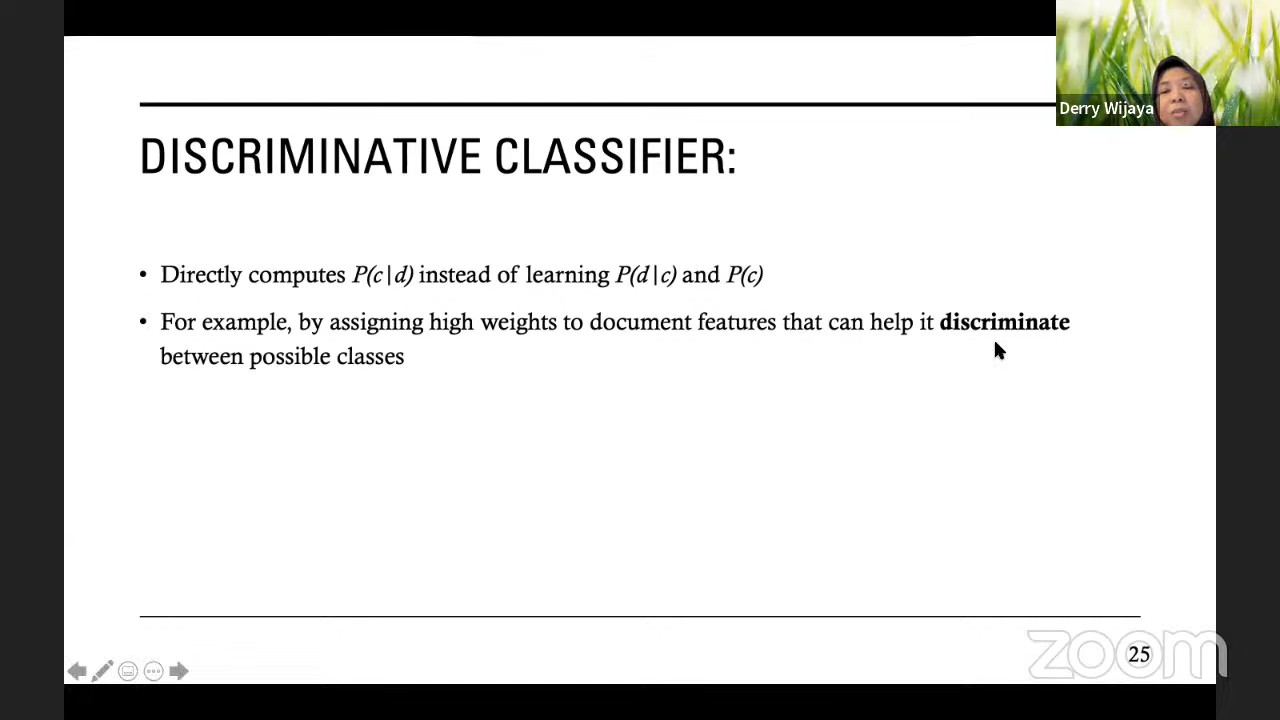 Derry Wijaya
DISCRIMINATIVE CLASSIFIER:
• Directly computes P(c|d) instead of learning P(d|c) and P(c)
• For example, by assigning high weights to document features that can help it discriminate
between possible classes
zoom
25